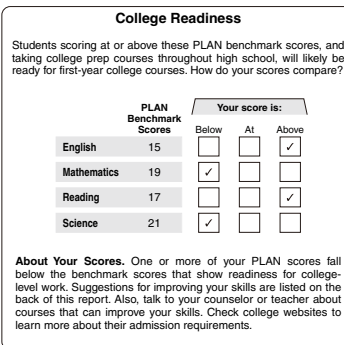 College Readiness
Students scoring at or above these PLAN benchmark scores, and
taking college prep courses throughout high school, will likely be
ready for first-year college courses. How do your scores compare?
PLAN Benchmark Scores
Your score is:
Below At Above
English 15 ✓
Mathematics 19 ✓
Reading 17 ✓
Science 21 ✓
About Your Scores. One or more of your PLAN scores fall
below the benchmark scores that show readiness for college-
level work. Suggestions for improving your skills are listed on the
back of this report. Also, talk to your counselor or teacher about
courses that can improve your skills. Check college websites to
learn more about their admission requirements.